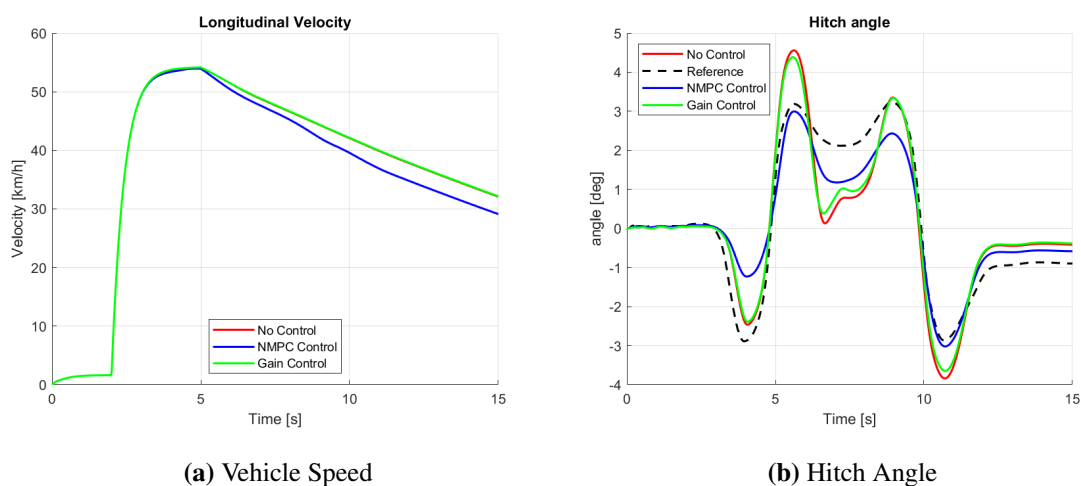 Longitudinal Velocity
60
50
40
30
20
10
0
Velocity [km/h]
No Control
NMPC Control
Gain Control
0 5 10 15
Time [s]
(a) Vehicle Speed
Hitch angle
5
4
3
2
1
0
-1
-2
-3
-4
angle [deg]
No Control
Reference
NMPC Control
Gain Control
0 5 10 15
Time [s]
(b) Hitch Angle